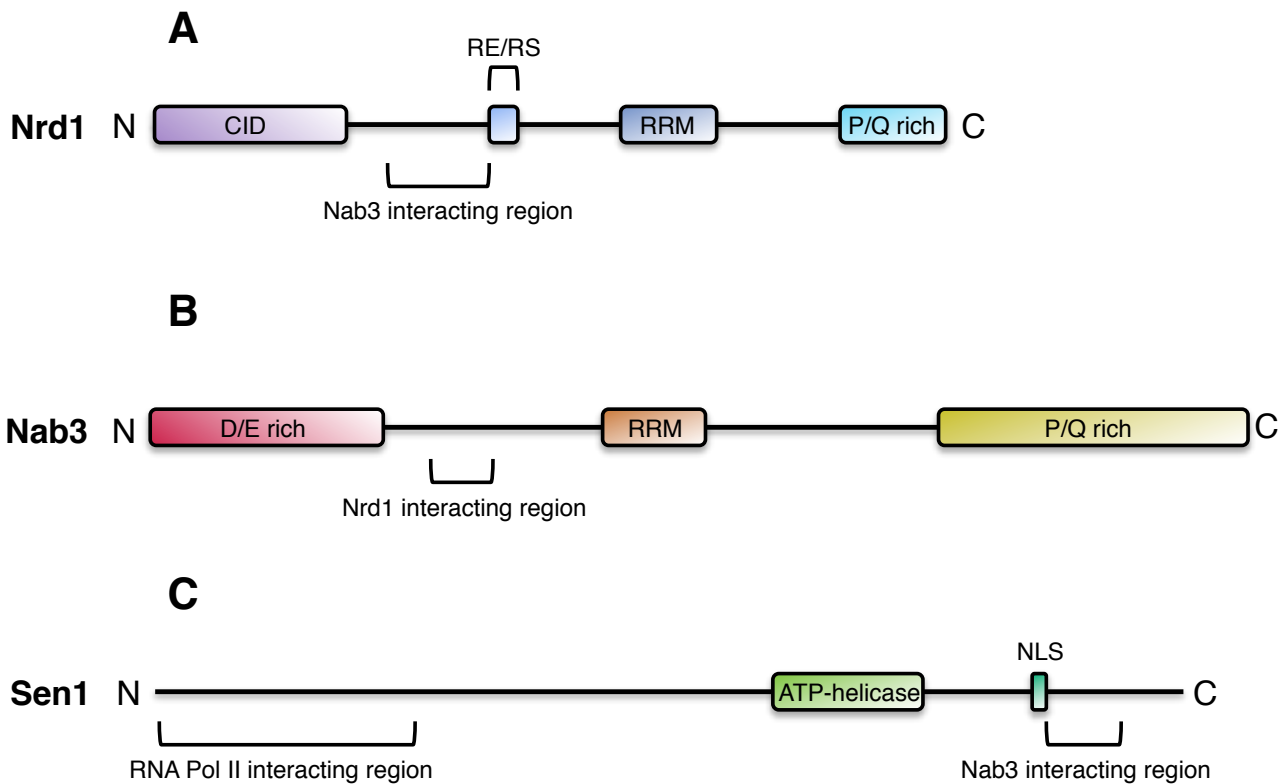 A
RE/RS
Nrd1 N CID RRM P/Q rich C
Nab3 interacting region
B
Nab3 N D/E rich RRM P/Q rich C
Nrd1 interacting region
C
NLS
Sen1 N ATP-helicase C
RNA Pol II interacting region Nab3 interacting region